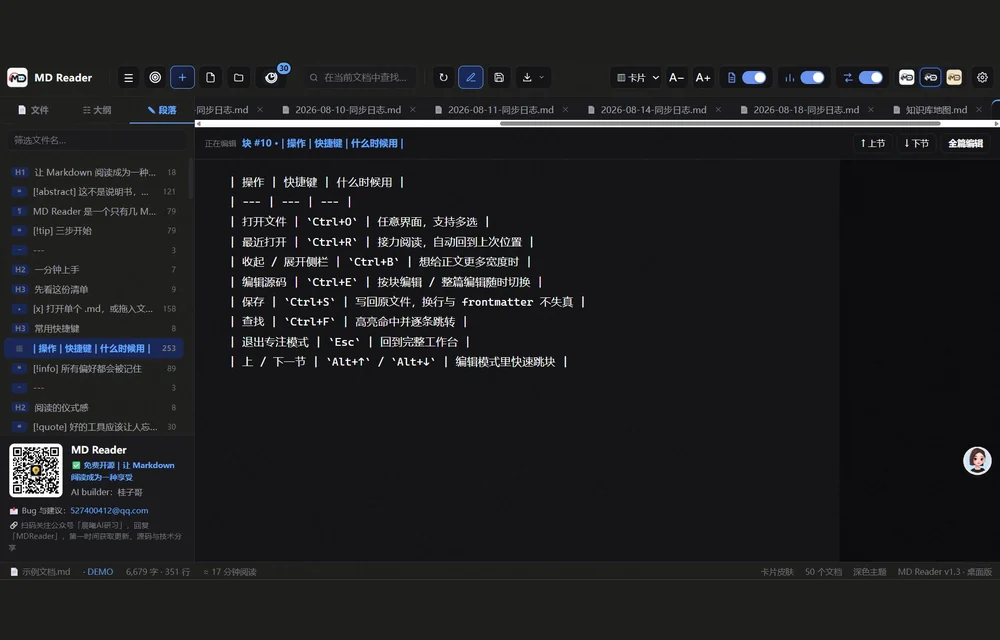 MD Reader
30
在当前文档中查找...
卡片
A-
A+
文件
大纲
段落
同步日志.md
2026-08-10-同步日志.md
2026-08-11-同步日志.md
2026-08-14-同步日志.md
2026-08-18-同步日志.md
知识库地图.md
筛选文件名...
正在编辑 块 #10 · | 操作 | 快捷键 | 什么时候用 |
↑ 上节
↓ 下节
全篇编辑
H1 让 Markdown 阅读成为一种... 18
[!abstract] 这不是说明书，... 121
MD Reader 是一个只有几 M... 79
[!tip] 三步开始 79
--- 3
H2 一分钟上手 7
H3 先看这份清单 9
[x] 打开单个 .md，或拖入文... 158
H3 常用快捷键 8
| 操作 | 快捷键 | 什么时候用 | 253
[!info] 所有偏好都会被记住 89
--- 3
H2 阅读的仪式感 8
[!quote] 好的工具应该让人忘... 30
| 操作 | 快捷键 | 什么时候用 |
| --- | --- | --- |
| 打开文件 | `Ctrl+O` | 任意界面，支持多选 |
| 最近打开 | `Ctrl+R` | 接力阅读，自动回到上次位置 |
| 收起 / 展开侧栏 | `Ctrl+B` | 想给正文更多宽度时 |
| 编辑源码 | `Ctrl+E` | 按块编辑 / 整篇编辑随时切换 |
| 保存 | `Ctrl+S` | 写回原文件，换行与 frontmatter 不失真 |
| 查找 | `Ctrl+F` | 高亮命中并逐条跳转 |
| 退出专注模式 | `Esc` | 回到完整工作台 |
| 上 / 下一节 | `Alt+↑` / `Alt+↓` | 编辑模式里快速跳块 |
MD Reader
✅ 免费开源 | 让 Markdown
阅读成为一种享受
AI builder：桂子哥
Bug 与建议：527400412@qq.com
扫码关注公众号「晨曦AI研习」，回复
「MDReader」，第一时间获取更新、源码与技术分
享
示例文档.md · DEMO 6,679 字 · 351 行 ≈ 17 分钟阅读
卡片皮肤 50 个文档 深色主题 MD Reader v1.3 · 桌面版